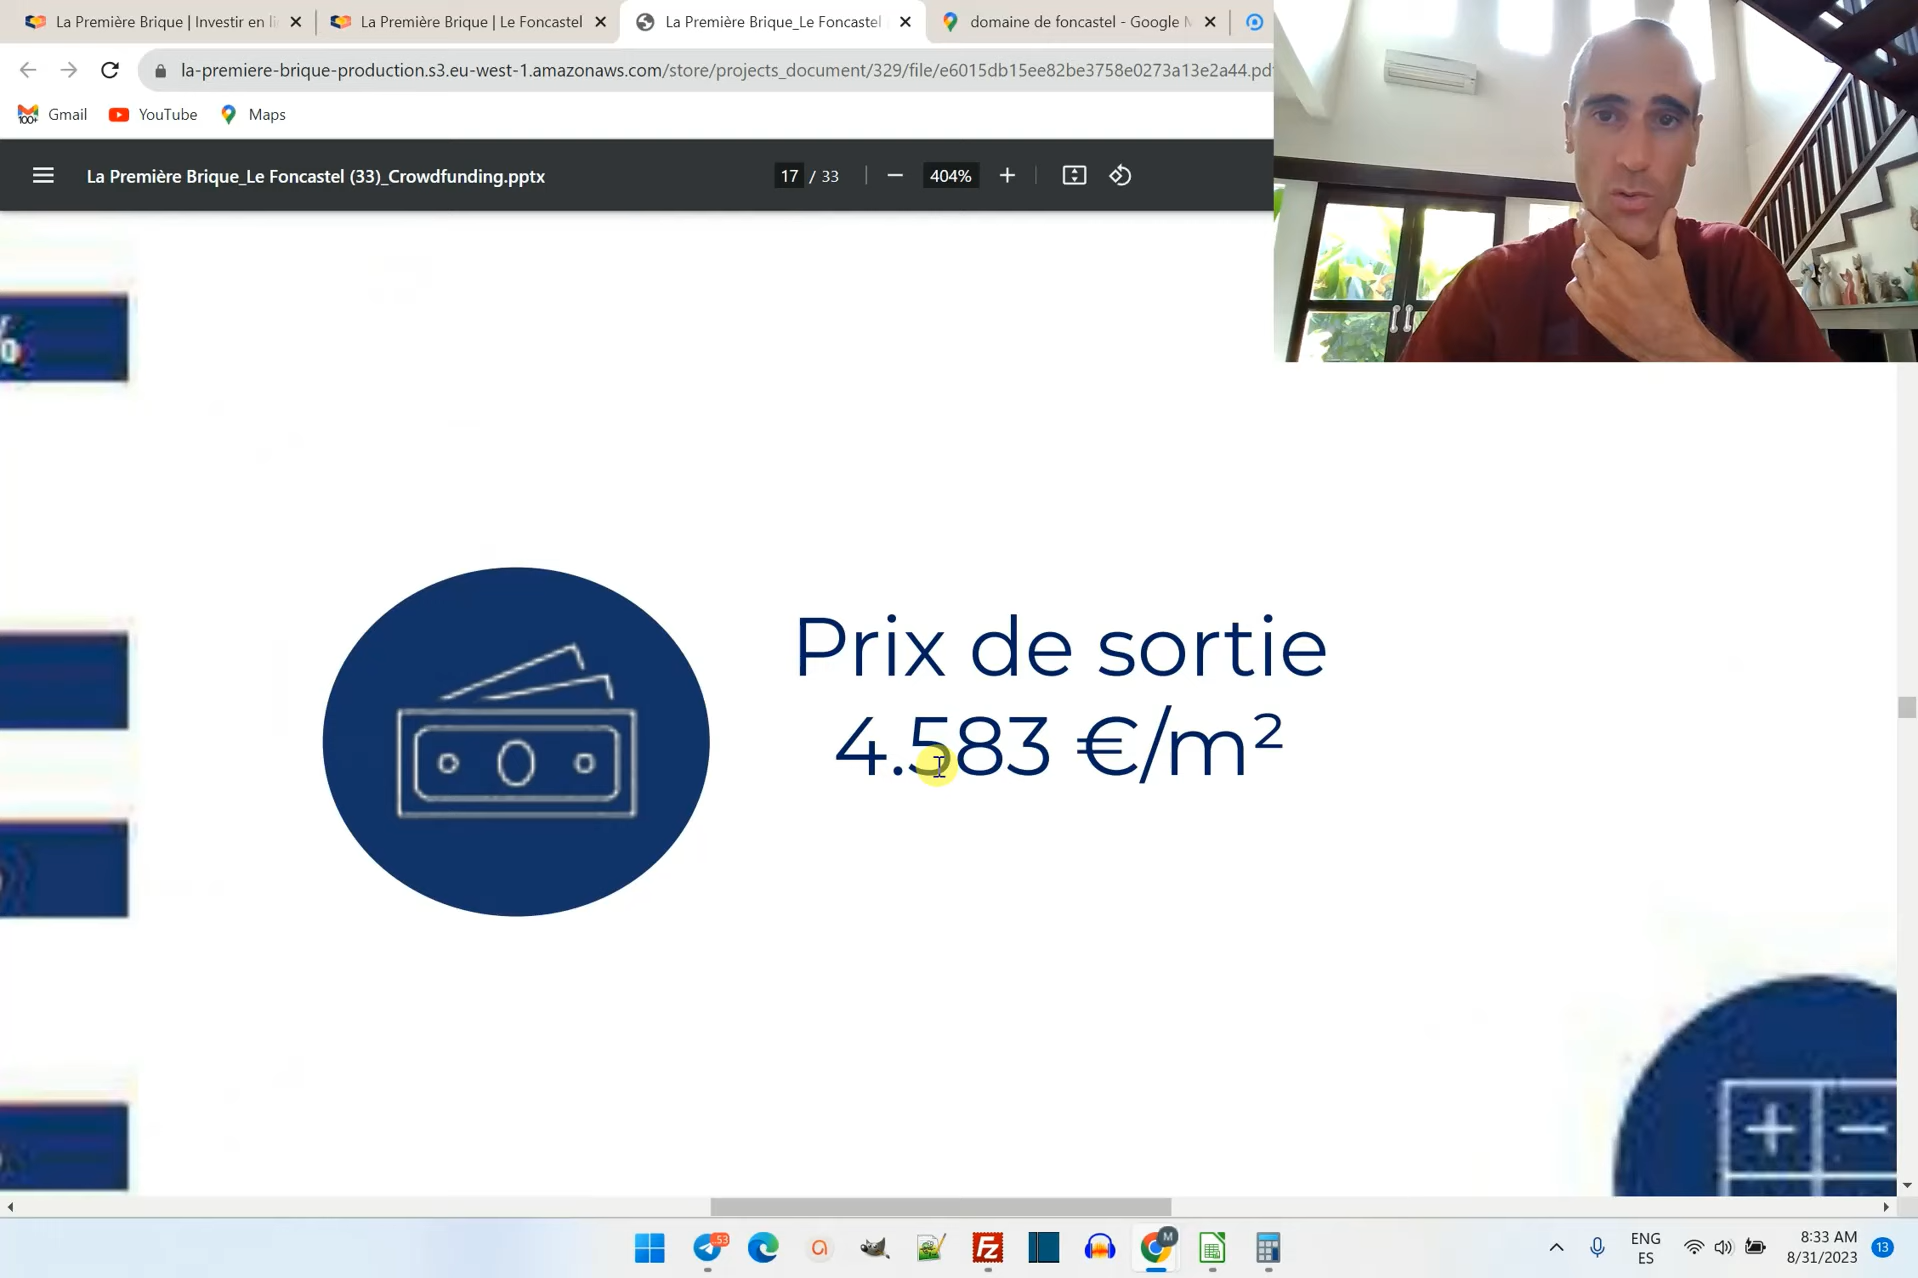 La Première Brique | Investir en li
La Première Brique | Le Foncastel
La Première Brique_Le Foncastel
domaine de foncastel - Google M
la-premiere-brique-production.s3.eu-west-1.amazonaws.com/store/projects_document/329/file/e6015db15ee82be3758e0273a13e2a44.pdf
Gmail
YouTube
Maps
La Première Brique_Le Foncastel (33)_Crowdfunding.pptx
17 / 33
404%
%
Prix de sortie
4.583 €/m²
53
M
ENG
ES
8:33 AM
8/31/2023
13